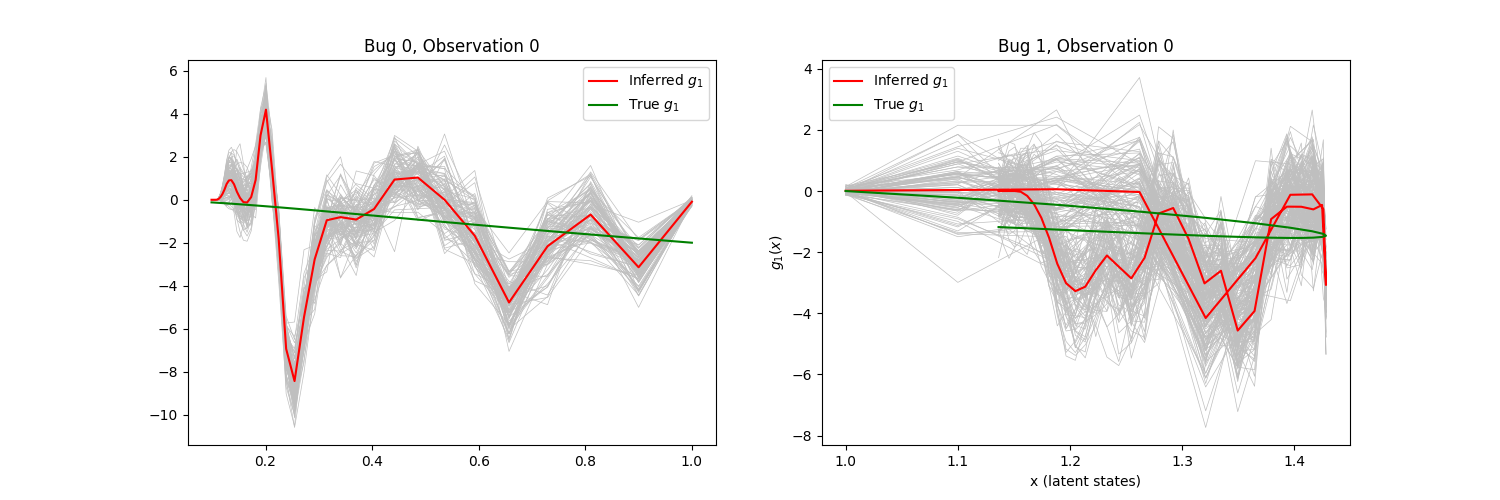 Bug 0, Observation 0
Inferred g₁
True g₁
6
4
2
0
−2
−4
−6
−8
−10
0.2 0.4 0.6 0.8 1.0
Bug 1, Observation 0
Inferred g₁
True g₁
g₁(x)
4
2
0
−2
−4
−6
−8
1.0 1.1 1.2 1.3 1.4
x (latent states)